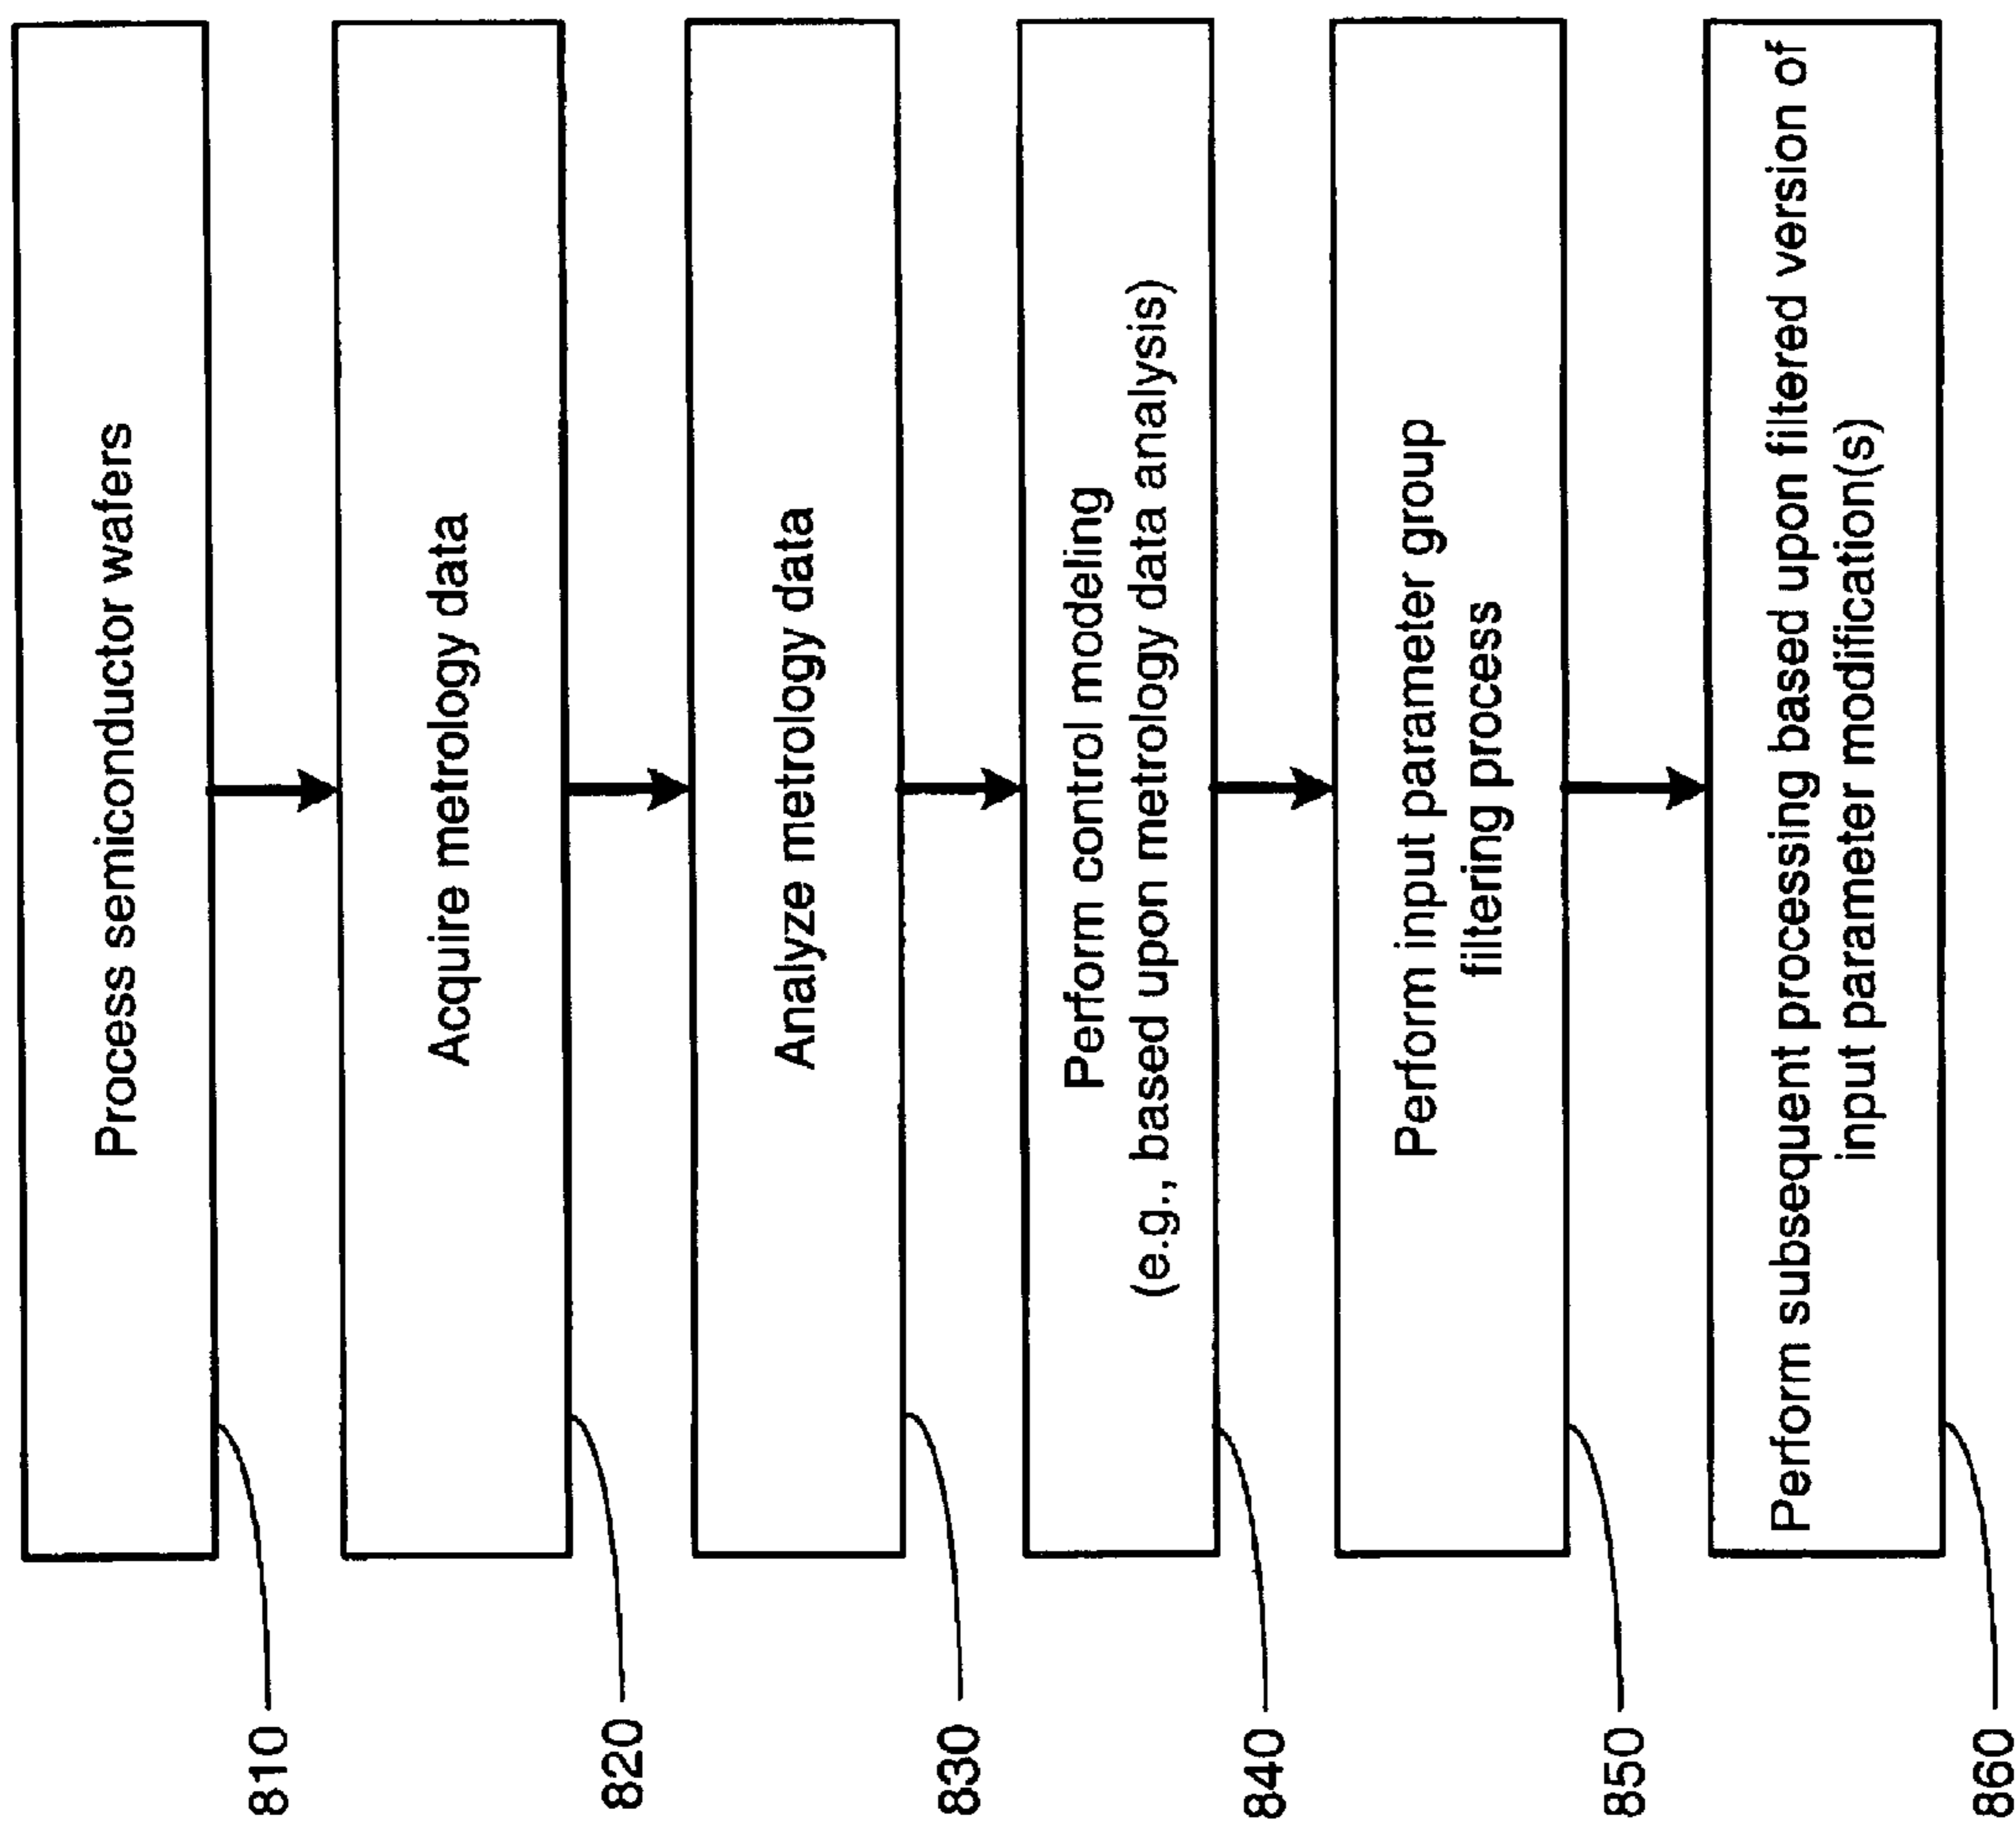 Process semiconductor wafers
810
Acquire metrology data
820
Analyze metrology data
830
Perform control modeling
(e.g., based upon metrology data analysis)
840
Perform input parameter group
filtering process
850
Perform subsequent processing based upon filtered version of
input parameter modification(s)
860